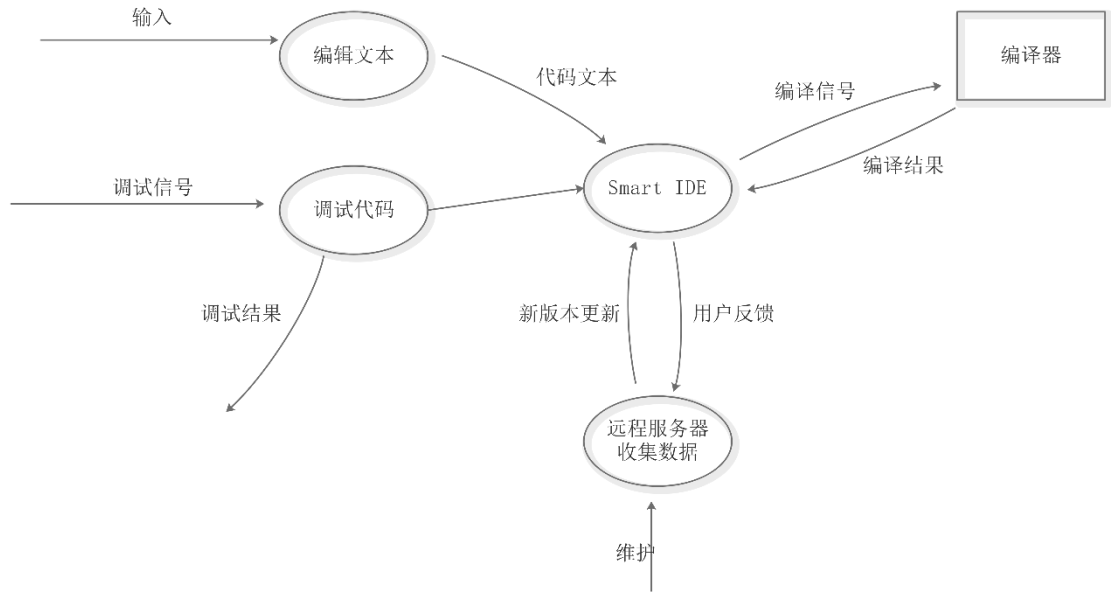 输入
编辑文本
编译器
代码文本
编译信号
编译结果
调试信号
调试代码
Smart IDE
调试结果
新版本更新
用户反馈
远程服务器
收集数据
维护